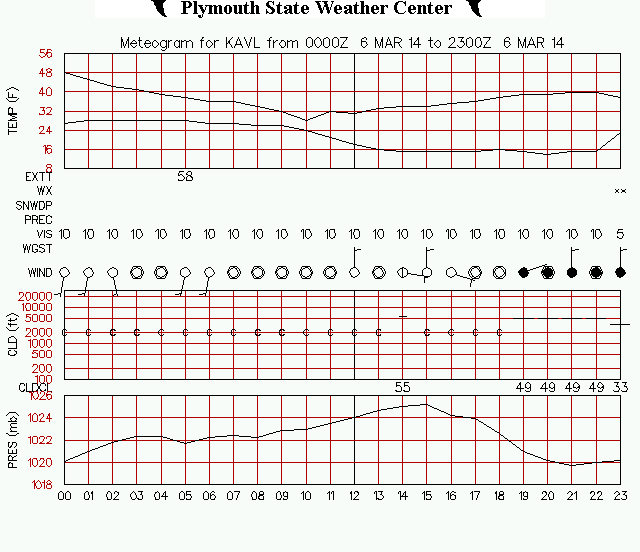 Plymouth State Weather Center
Meteogram for KAVL from 0000Z 6 MAR 14 to 2300Z 6 MAR 14
TEMP (F)
56
48
40
32
24
16
8
EXTT 58
WX **
SNWDP
PREC
VIS 10 10 10 10 10 10 10 10 10 10 10 10 10 10 10 10 10 10 10 10 10 10 10 5
WGST
WIND
CLD (ft)
20000
10000
5000
2000
1000
500
200
100
C C C C C C C C C C C C C C C C C C
CLDCL 55 49 49 49 49 33
PRES (mb)
1026
1024
1022
1020
1018
00 01 02 03 04 05 06 07 08 09 10 11 12 13 14 15 16 17 18 19 20 21 22 23